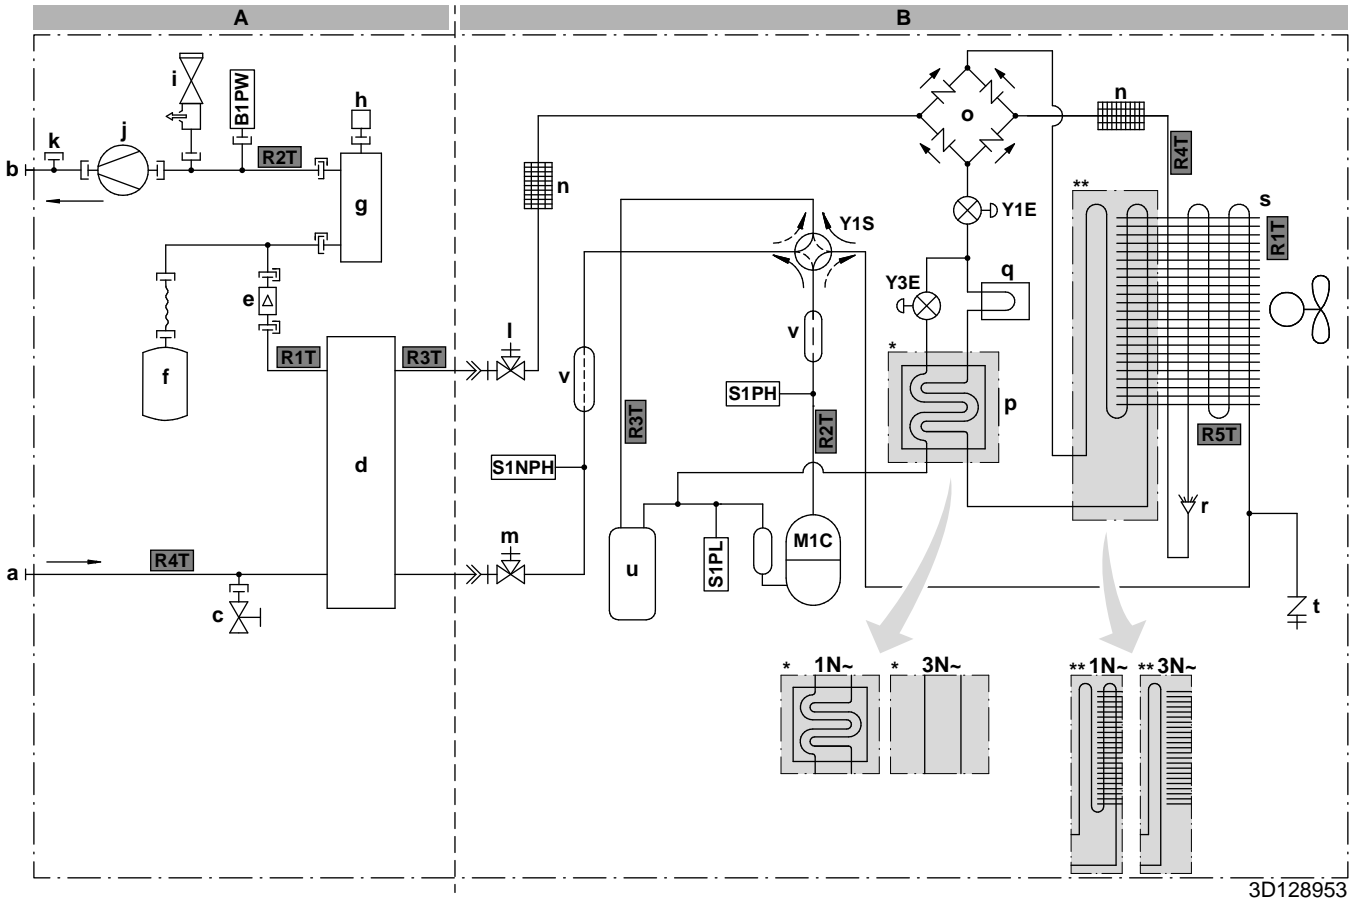 A
B
i
B1PW
h
k
j
b
R2T
g
e
f
R1T
R3T
l
d
a
R4T
c
n
n
o
R4T
**
s
R1T
Y1E
Y1S
q
Y3E
v
v
*
p
S1PH
R3T
R2T
R5T
S1NPH
r
m
u
S1PL
M1C
t
* 1N~
* 3N~
** 1N~
** 3N~
3D128953